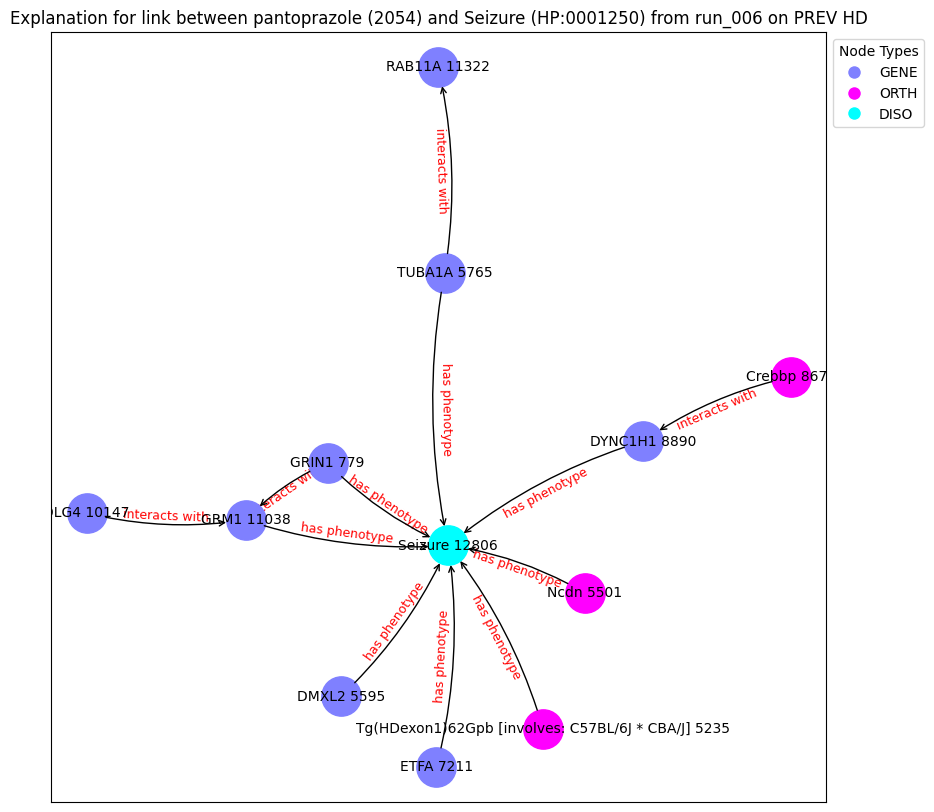 Explanation for link between pantoprazole (2054) and Seizure (HP:0001250) from run_006 on PREV HD
Node Types
GENE
ORTH
DISO
RAB11A 11322
interacts with
TUBA1A 5765
has phenotype
Crebbp 867
interacts with
DYNC1H1 8890
has phenotype
GRIN1 779
has phenotype
LG4 10147
interacts with
GRM1 11038
has phenotype
Seizure 12806
has phenotype
Ncdn 5501
has phenotype
has phenotype
has phenotype
DMXL2 5595
Tg(HDexon1)62Gpb [involves: C57BL/6J * CBA/J] 5235
ETFA 7211